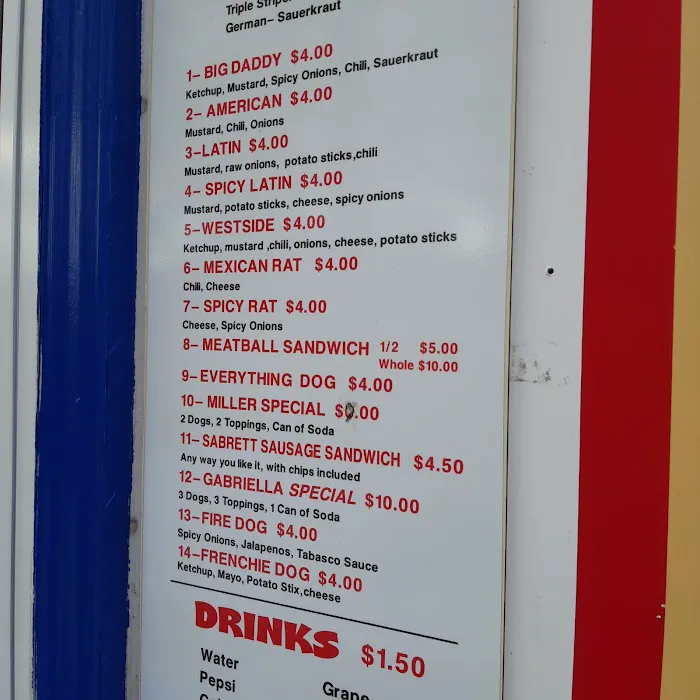 Triple
German– Sauerkraut
1– BIG DADDY $4.00
Ketchup, Mustard, Spicy Onions, Chili, Sauerkraut
2– AMERICAN $4.00
Mustard, Chili, Onions
3–LATIN $4.00
Mustard, raw onions, potato sticks,chili
4– SPICY LATIN $4.00
Mustard, potato sticks, cheese, spicy onions
5–WESTSIDE $4.00
Ketchup, mustard ,chili, onions, cheese, potato sticks
6– MEXICAN RAT $4.00
Chili, Cheese
7– SPICY RAT $4.00
Cheese, Spicy Onions
8– MEATBALL SANDWICH 1/2 $5.00
Whole $10.00
9–EVERYTHING DOG $4.00
10– MILLER SPECIAL
2 Dogs, 2 Toppings, Can of Soda
11– SABRETT SAUSAGE SANDWICH $4.50
Any way you like it, with chips included
12–GABRIELLA SPECIAL $10.00
3 Dogs, 3 Toppings, 1 Can of Soda
13–FIRE DOG $4.00
Spicy Onions, Jalapenos, Tabasco Sauce
14–FRENCHIE DOG $4.00
Ketchup, Mayo, Potato Stix,cheese
DRINKS $1.50
Water
Pepsi
Grape